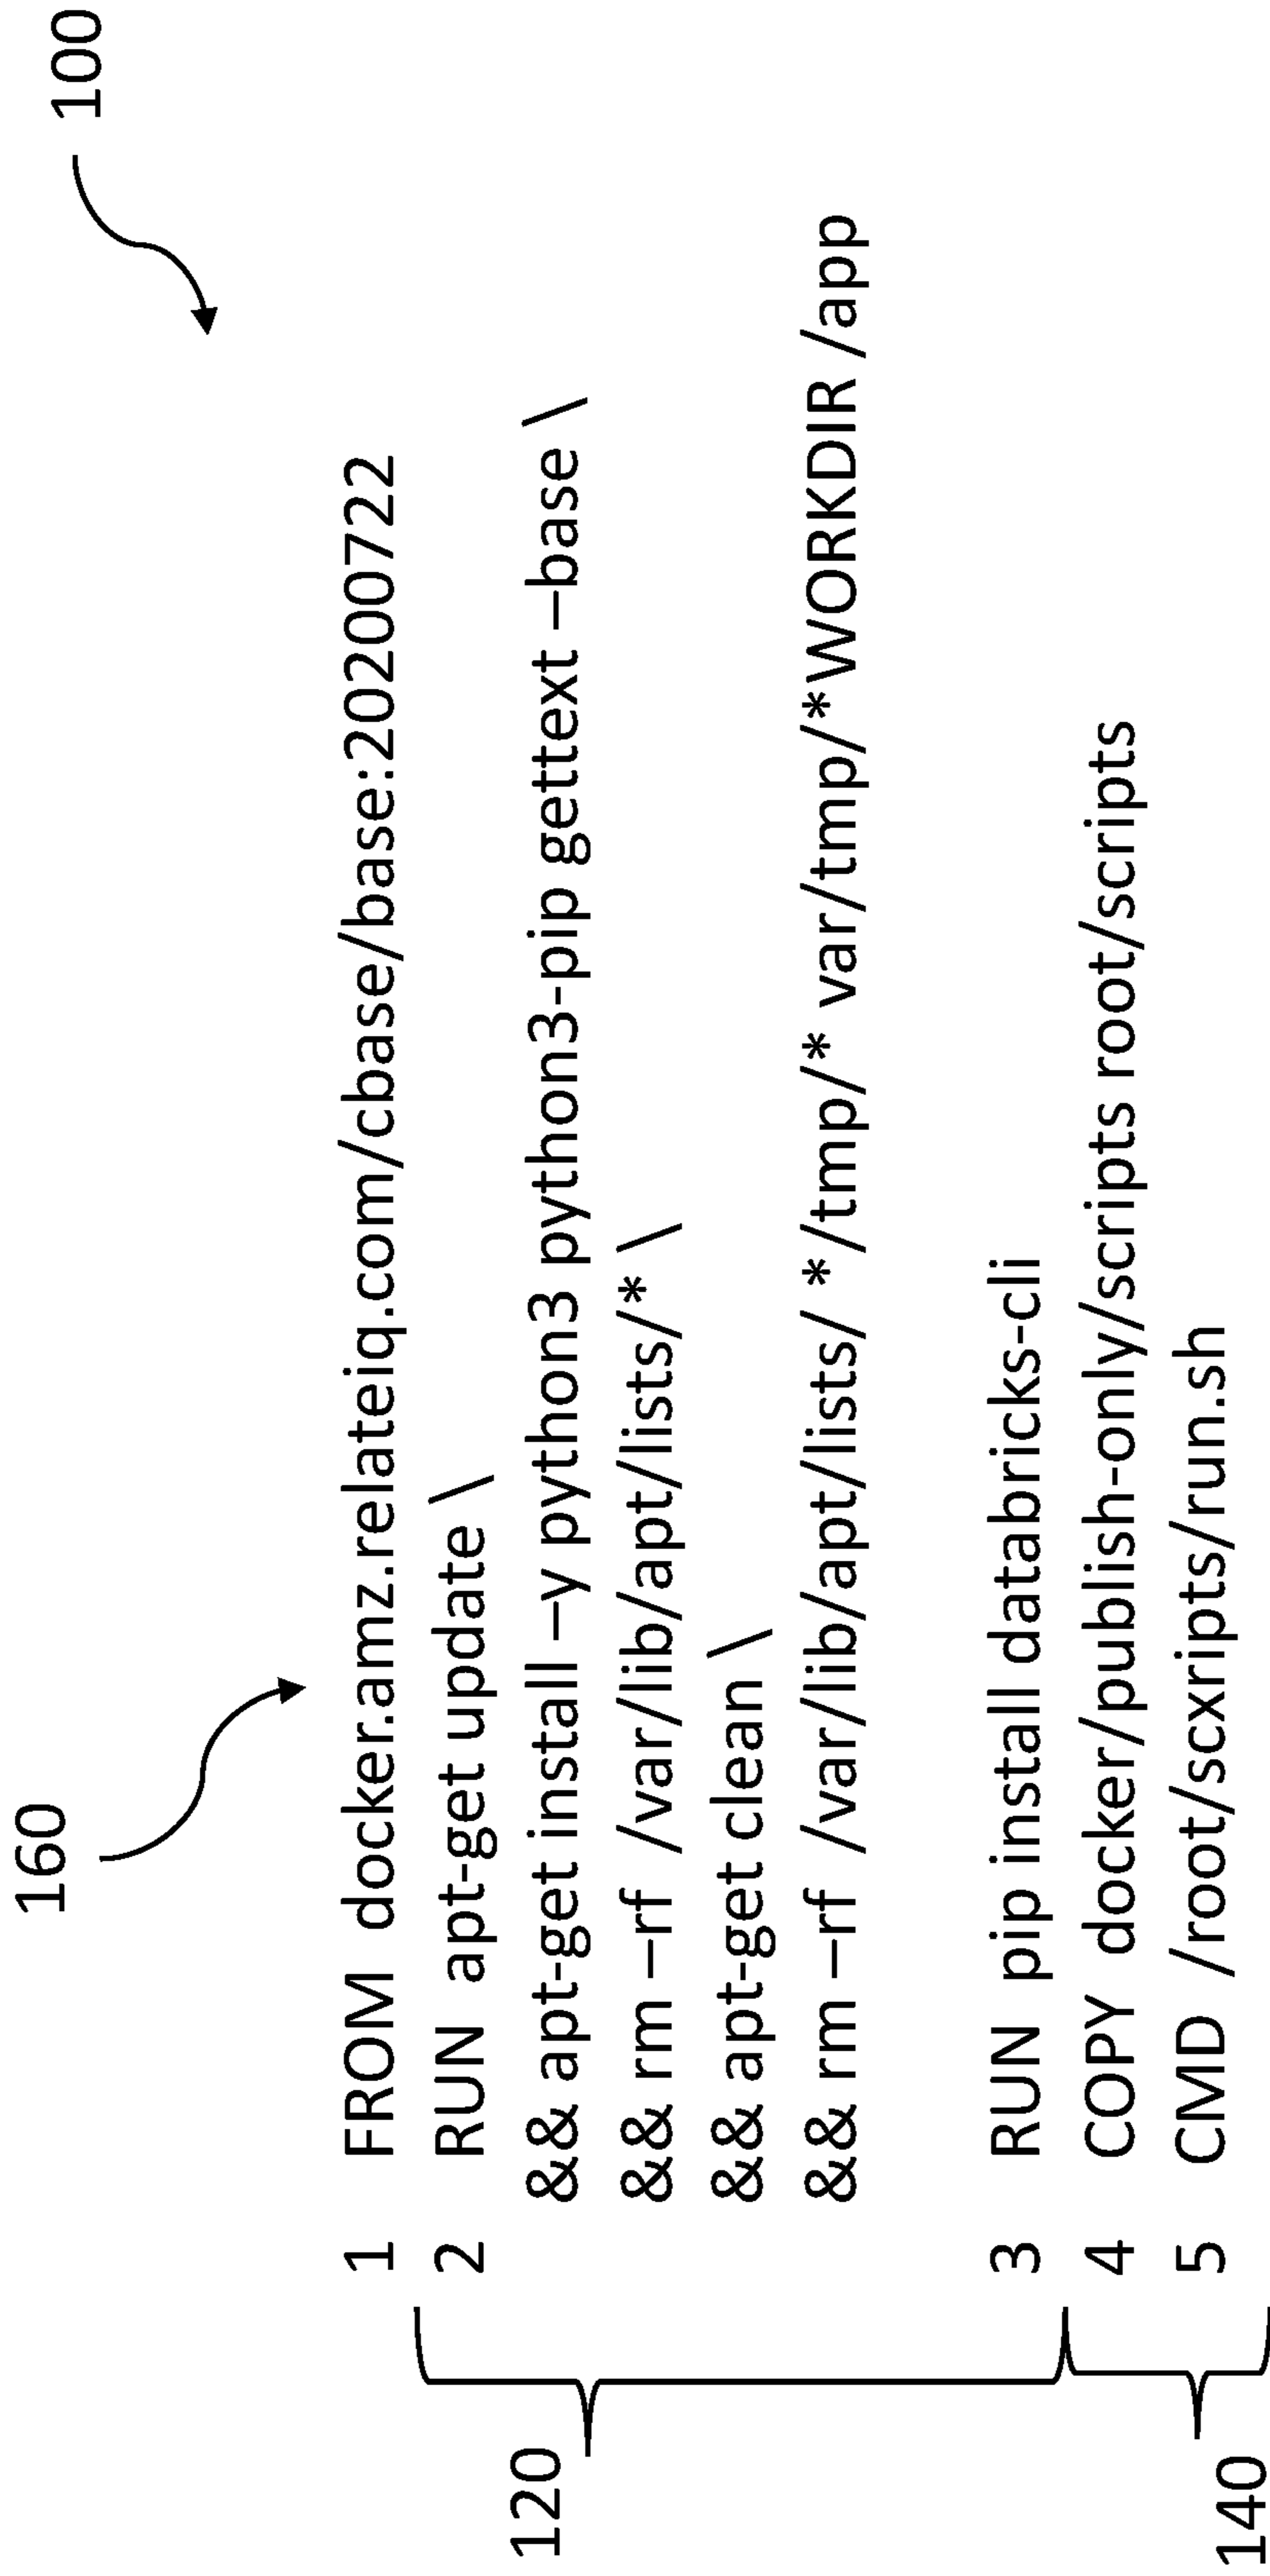 100
160
1 FROM docker.amz.relateiq.com/cbase/base:20200722
2 RUN apt-get update \
&& apt-get install –y python3 python3-pip gettext –base \
&& rm –rf /var/lib/apt/lists/* \
&& apt-get clean \
&& rm –rf /var/lib/apt/lists/ */tmp/* var/tmp/*WORKDIR /app
3 RUN pip install databricks-cli
4 COPY docker/publish-only/scripts root/scripts
5 CMD /root/scxripts/run.sh
120
140